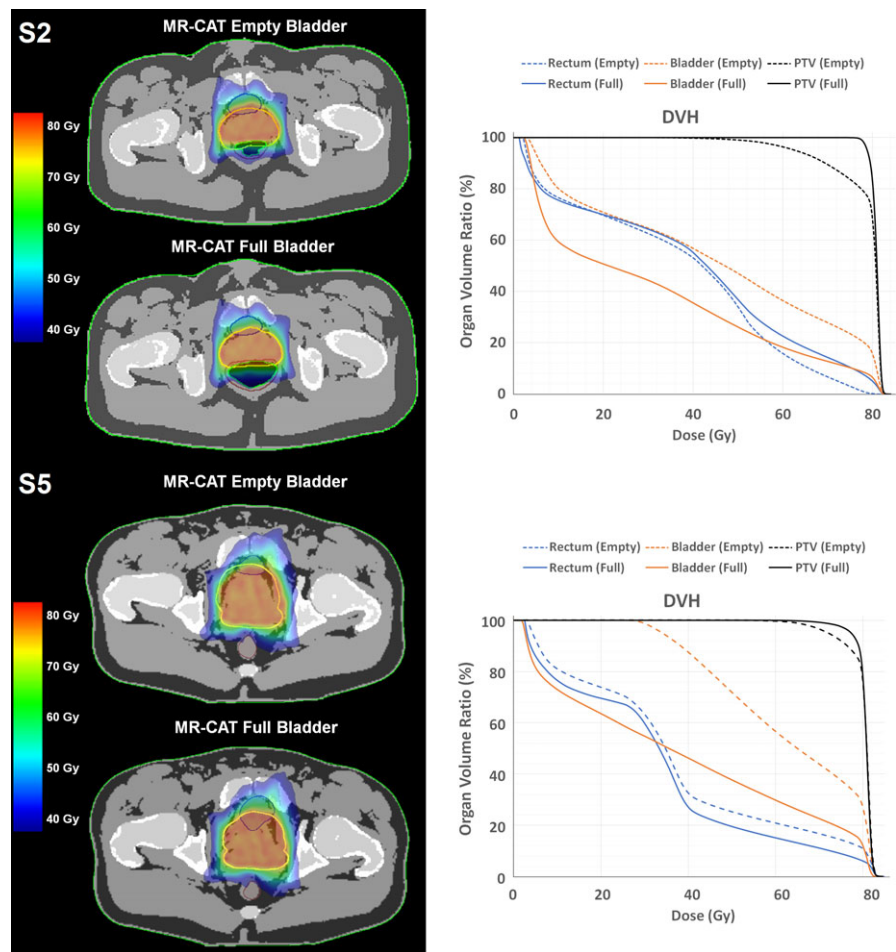 S2
MR-CAT Empty Bladder
80 Gy
70 Gy
60 Gy
50 Gy
40 Gy
MR-CAT Full Bladder
Rectum (Empty) Bladder (Empty) PTV (Empty)
Rectum (Full) Bladder (Full) PTV (Full)
DVH
Organ Volume Ratio (%)
100
80
60
40
20
0
0 20 40 60 80
Dose (Gy)
S5
MR-CAT Empty Bladder
80 Gy
70 Gy
60 Gy
50 Gy
40 Gy
MR-CAT Full Bladder
Rectum (Empty) Bladder (Empty) PTV (Empty)
Rectum (Full) Bladder (Full) PTV (Full)
DVH
Organ Volume Ratio (%)
100
80
60
40
20
0
0 20 40 60 80
Dose (Gy)